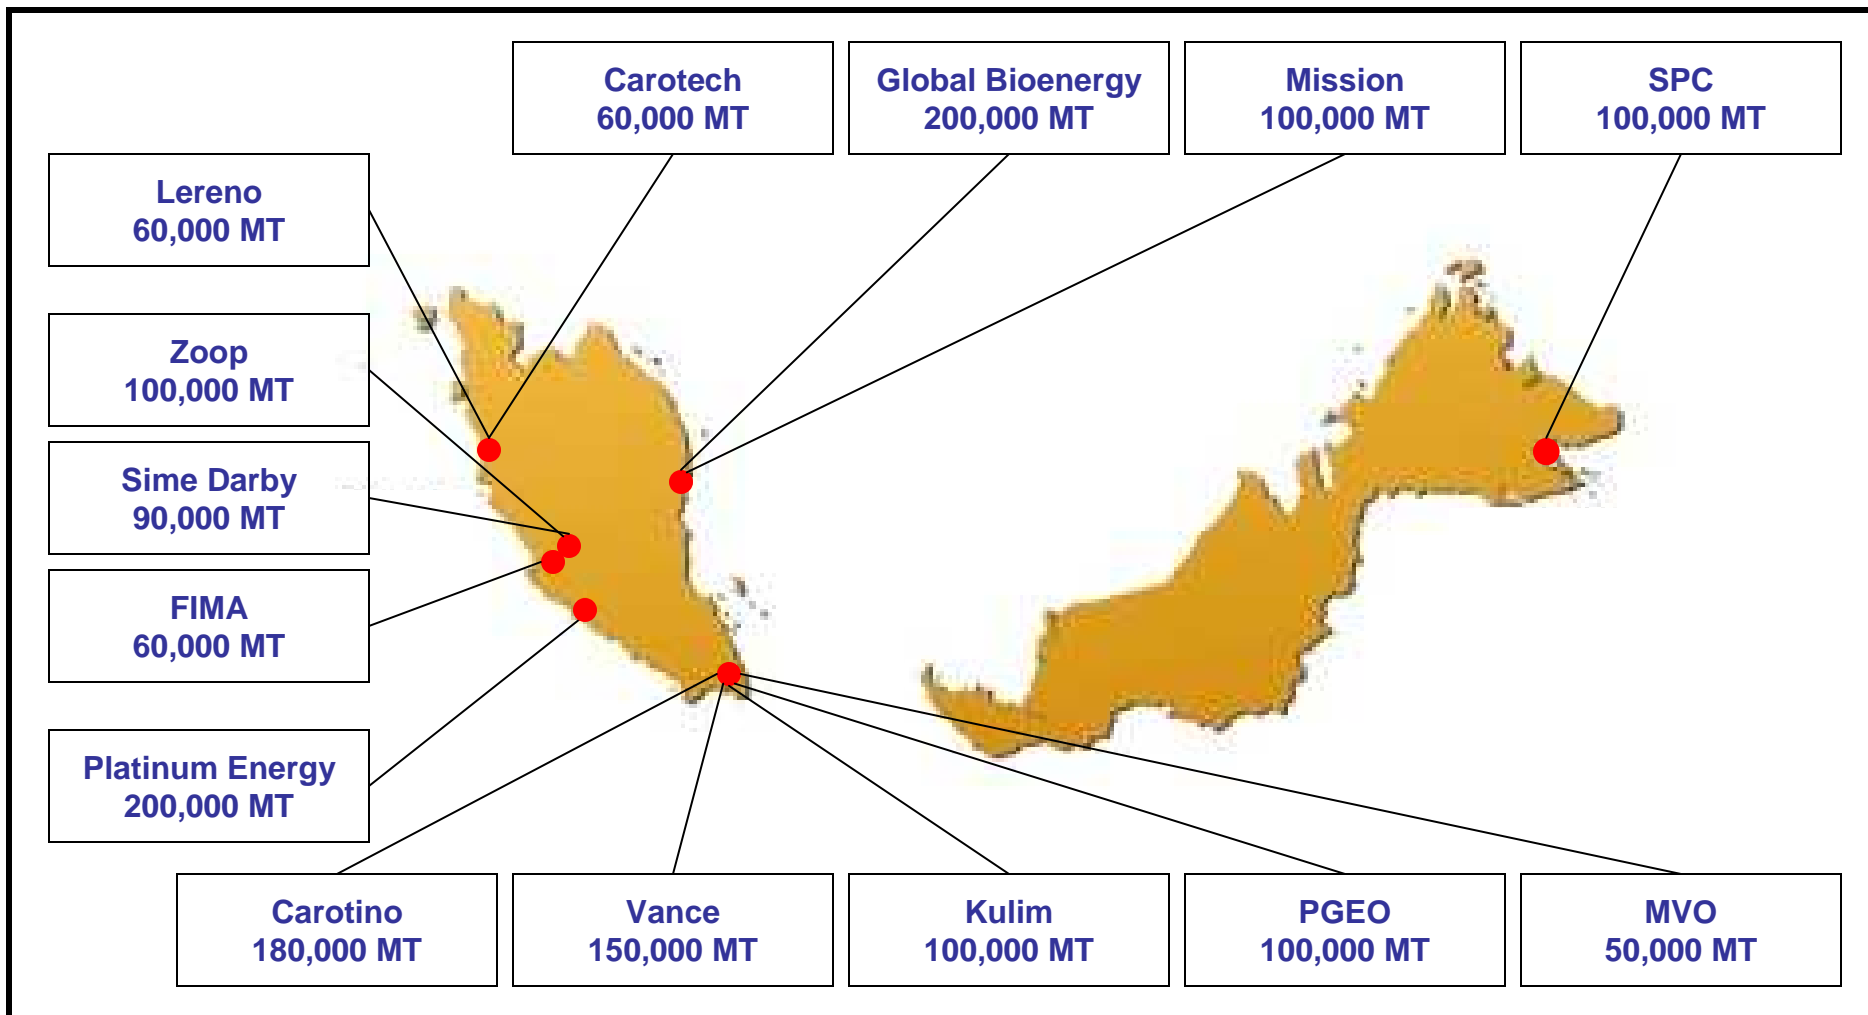 Carotech
60,000 MT
Global Bioenergy
200,000 MT
Mission
100,000 MT
SPC
100,000 MT
Lereno
60,000 MT
Zoop
100,000 MT
Sime Darby
90,000 MT
FIMA
60,000 MT
Platinum Energy
200,000 MT
Carotino
180,000 MT
Vance
150,000 MT
Kulim
100,000 MT
PGEO
100,000 MT
MVO
50,000 MT